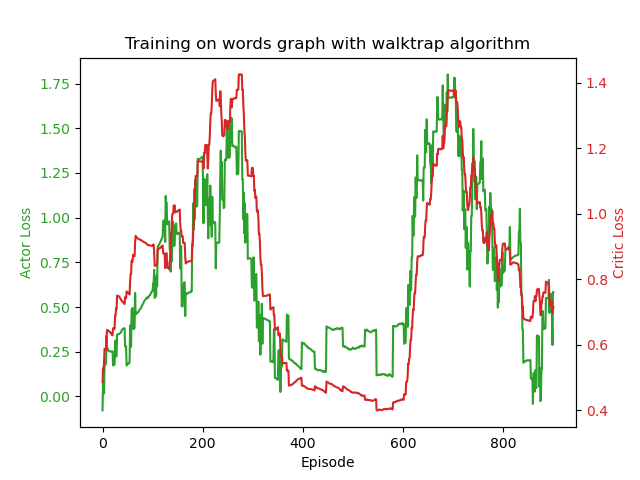 Training on words graph with walktrap algorithm
1.75
1.50
1.25
1.00
0.75
0.50
0.25
0.00
Actor Loss
1.4
1.2
1.0
0.8
0.6
0.4
Critic Loss
0 200 400 600 800
Episode